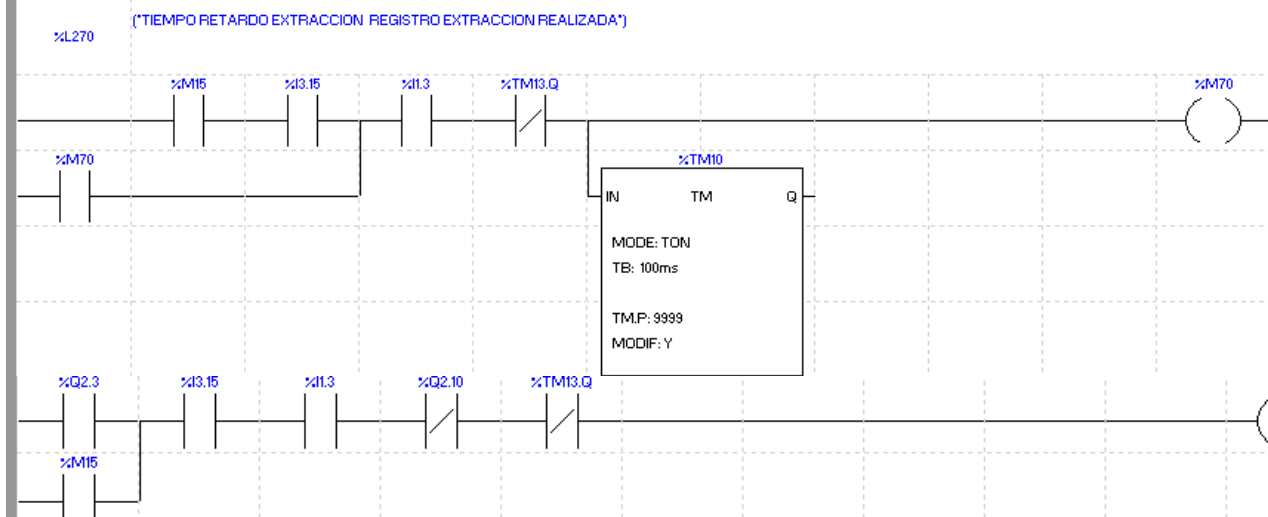 (*TIEMPO RETARDO EXTRACCION REGISTRO EXTRACCION REALIZADA*)
%L270
%M15 %I3.15 %I1.3 %TM13.Q %M70
%M70 %TM10
IN TM Q
MODE: TON
TB: 100ms
TM.P: 9999
MODIF: Y
%Q2.3 %I3.15 %I1.3 %Q2.10 %TM13.Q
%M15